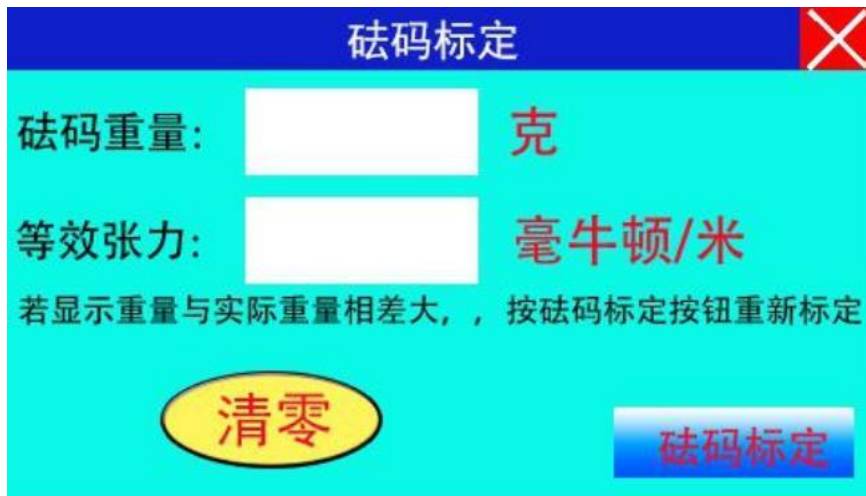 砝码标定
砝码重量: 克
等效张力: 毫牛顿/米
若显示重量与实际重量相差大，，按砝码标定按钮重新标定
清零
砝码标定